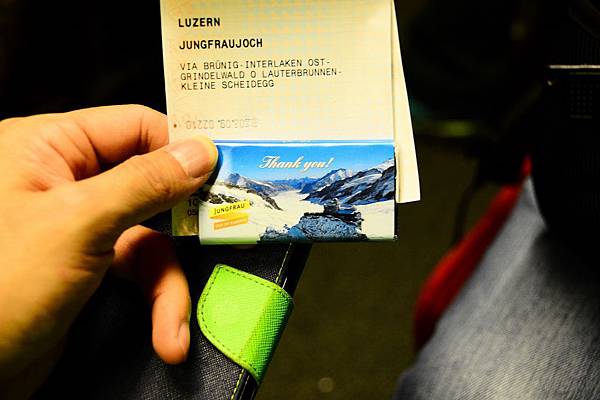 LUZERN
JUNGFRAUJOCH
VIA BRÜNIG-INTERLAKEN OST-
GRINDELWALD O LAUTERBRUNNEN-
KLEINE SCHEIDEGG
Thank you!
JUNGFRAU